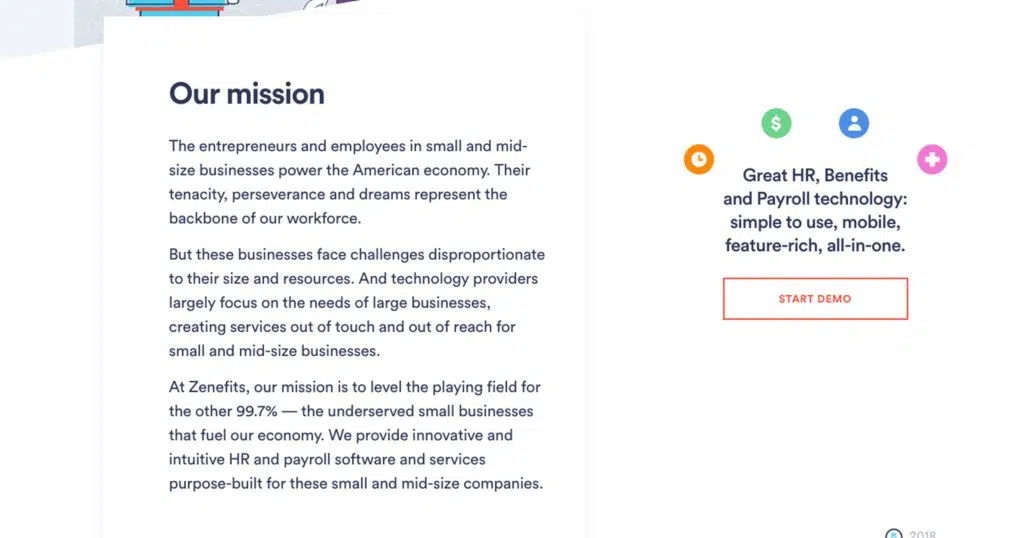 Our mission
The entrepreneurs and employees in small and mid-
size businesses power the American economy. Their
tenacity, perseverance and dreams represent the
backbone of our workforce.
But these businesses face challenges disproportionate
to their size and resources. And technology providers
largely focus on the needs of large businesses,
creating services out of touch and out of reach for
small and mid-size businesses.
At Zenefits, our mission is to level the playing field for
the other 99.7% — the underserved small businesses
that fuel our economy. We provide innovative and
intuitive HR and payroll software and services
purpose-built for these small and mid-size companies.
$
Great HR, Benefits
and Payroll technology:
simple to use, mobile,
feature-rich, all-in-one.
START DEMO
2018